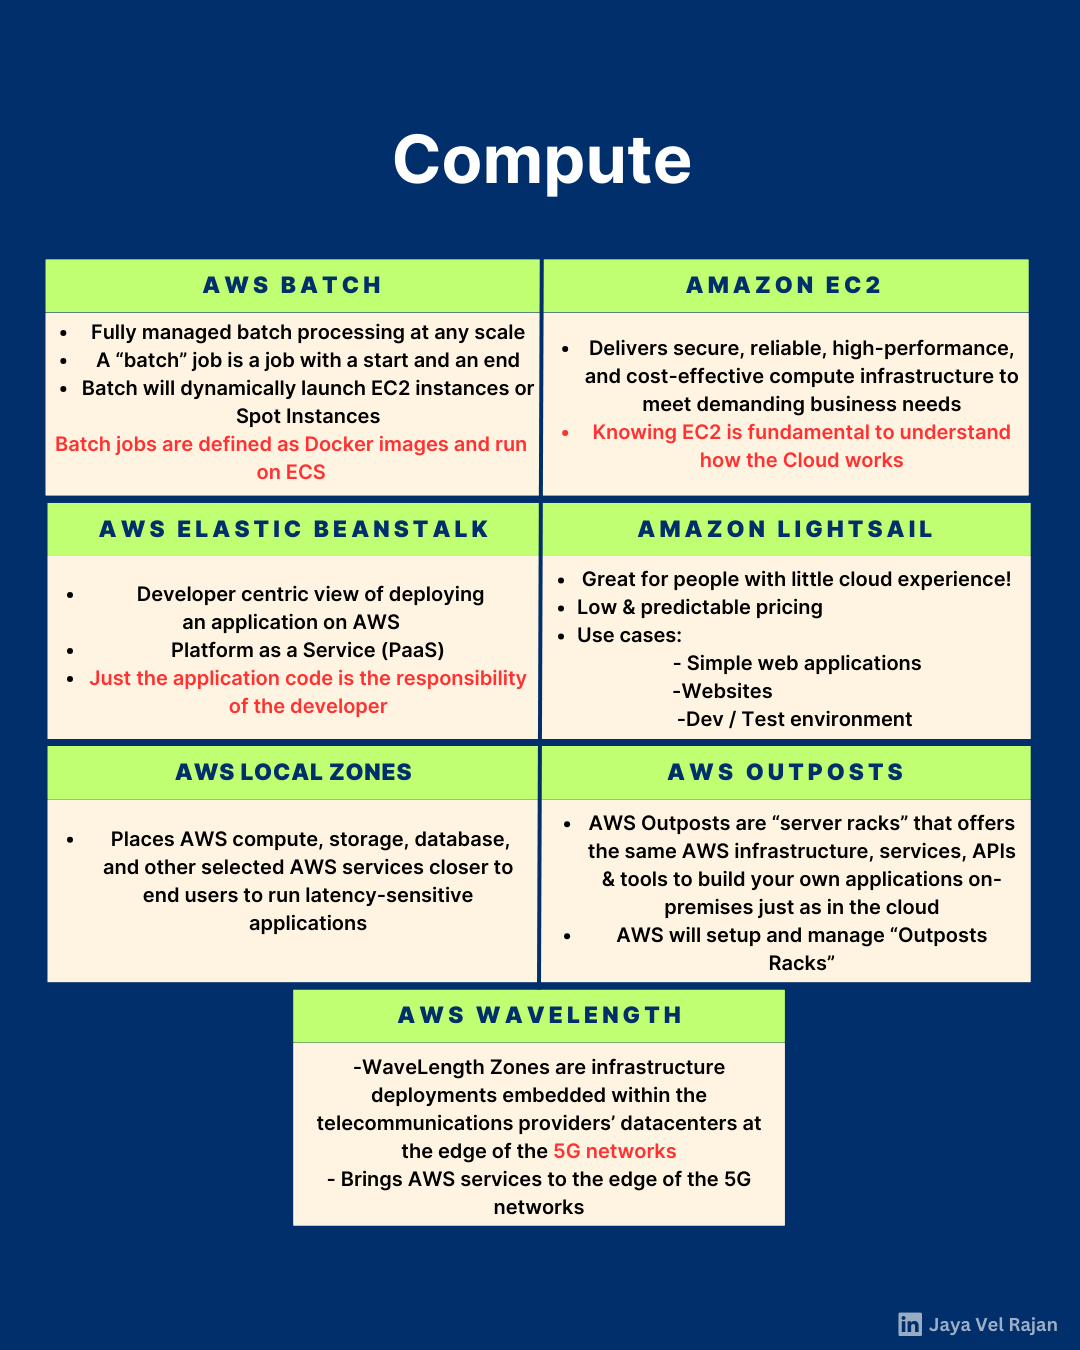 Compute
AWS BATCH
• Fully managed batch processing at any scale
• A “batch” job is a job with a start and an end
• Batch will dynamically launch EC2 instances or
Spot Instances
Batch jobs are defined as Docker images and run
on ECS
AMAZON EC2
• Delivers secure, reliable, high-performance,
and cost-effective compute infrastructure to
meet demanding business needs
• Knowing EC2 is fundamental to understand
how the Cloud works
AWS ELASTIC BEANSTALK
• Developer centric view of deploying
an application on AWS
• Platform as a Service (PaaS)
• Just the application code is the responsibility
of the developer
AMAZON LIGHTSAIL
• Great for people with little cloud experience!
• Low & predictable pricing
• Use cases:
- Simple web applications
-Websites
-Dev / Test environment
AWS LOCAL ZONES
• Places AWS compute, storage, database,
and other selected AWS services closer to
end users to run latency-sensitive
applications
AWS OUTPOSTS
• AWS Outposts are “server racks” that offers
the same AWS infrastructure, services, APIs
& tools to build your own applications on-
premises just as in the cloud
• AWS will setup and manage “Outposts
Racks”
AWS WAVELENGTH
-WaveLength Zones are infrastructure
deployments embedded within the
telecommunications providers’ datacenters at
the edge of the 5G networks
- Brings AWS services to the edge of the 5G
networks
in Jaya Vel Rajan